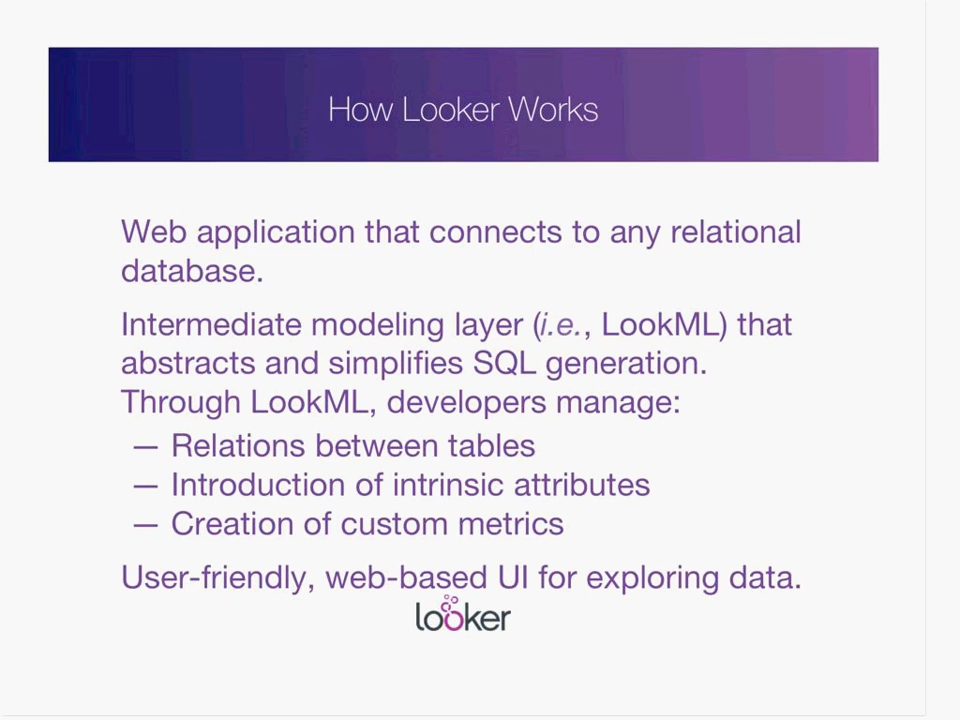 How Looker Works
Web application that connects to any relational
database.
Intermediate modeling layer (i.e., LookML) that
abstracts and simplifies SQL generation.
Through LookML, developers manage:
— Relations between tables
— Introduction of intrinsic attributes
— Creation of custom metrics
User-friendly, web-based UI for exploring data.
looker